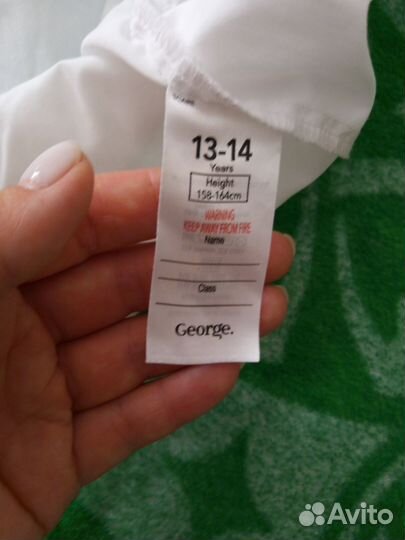 13-14
Years
Height
158-164cm
WARNING
KEEP AWAY FROM FIRE
Name
Class
George.
Avito